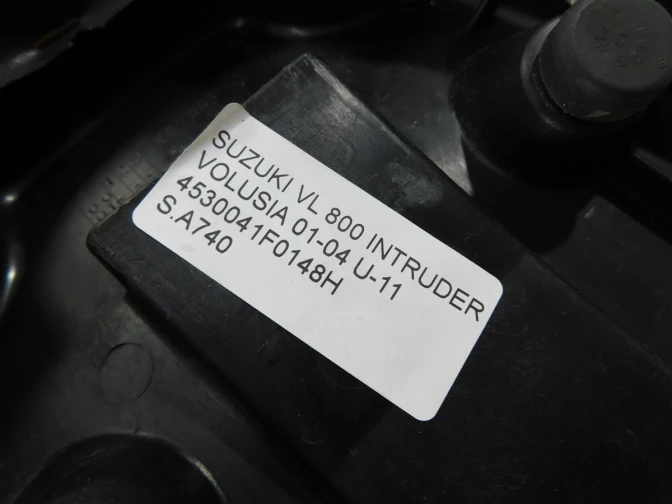 SUZUKI VL 800 INTRUDER
VOLUSIA 01-04 U-11
4530041F0148H
S.A740